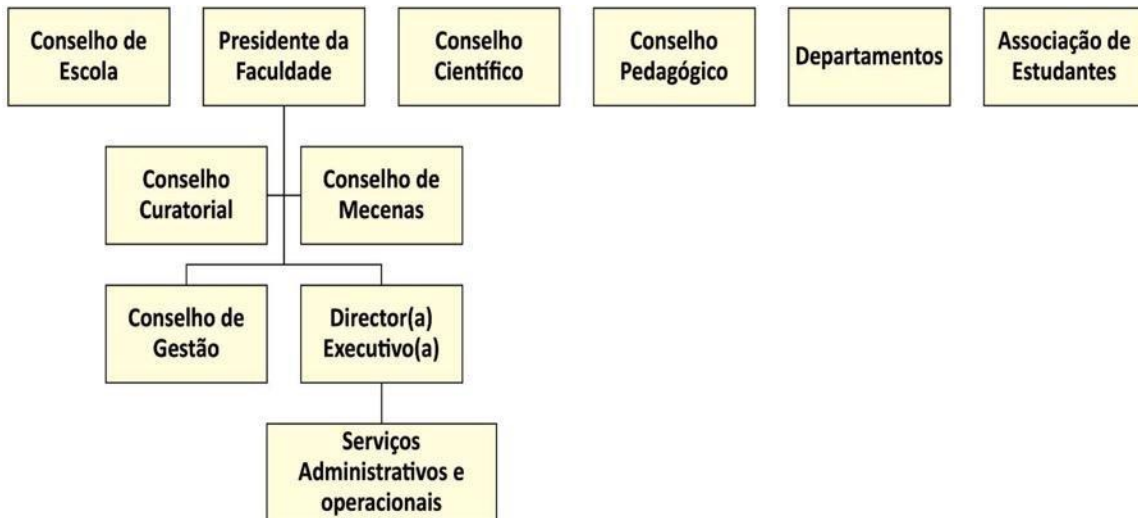 Conselho de
Escola
Presidente da
Faculdade
Conselho
Científico
Conselho
Pedagógico
Departamentos
Associação de
Estudantes
Conselho
Curatorial
Conselho de
Mecenas
Conselho de
Gestão
Director(a)
Executivo(a)
Serviços
Administrativos e
operacionais